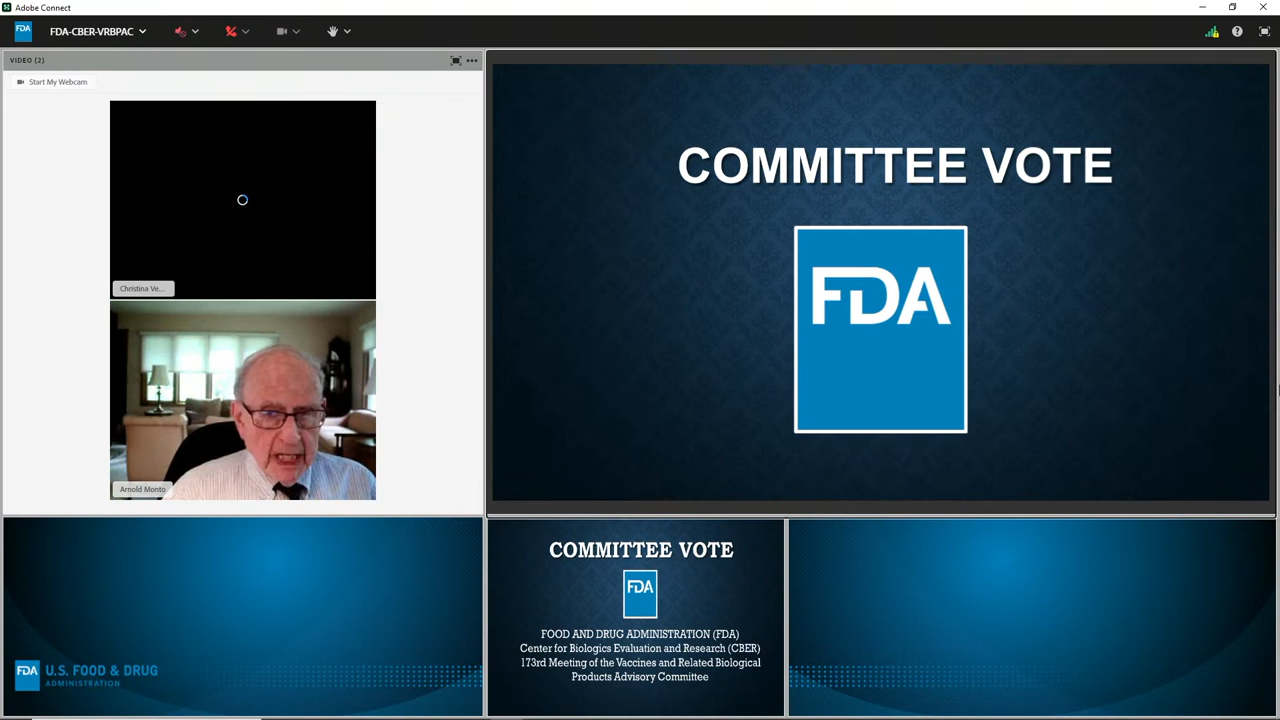 Adobe Connect
FDA
FDA-CBER-VRBPAC
VIDEO (2)
Start My Webcam
Christina Ve...
Arnold Monto
COMMITTEE VOTE
FDA
FDA
U.S. FOOD & DRUG
ADMINISTRATION
COMMITTEE VOTE
FDA
FOOD AND DRUG ADMINISTRATION (FDA)
Center for Biologics Evaluation and Research (CBER)
173rd Meeting of the Vaccines and Related Biological
Products Advisory Committee